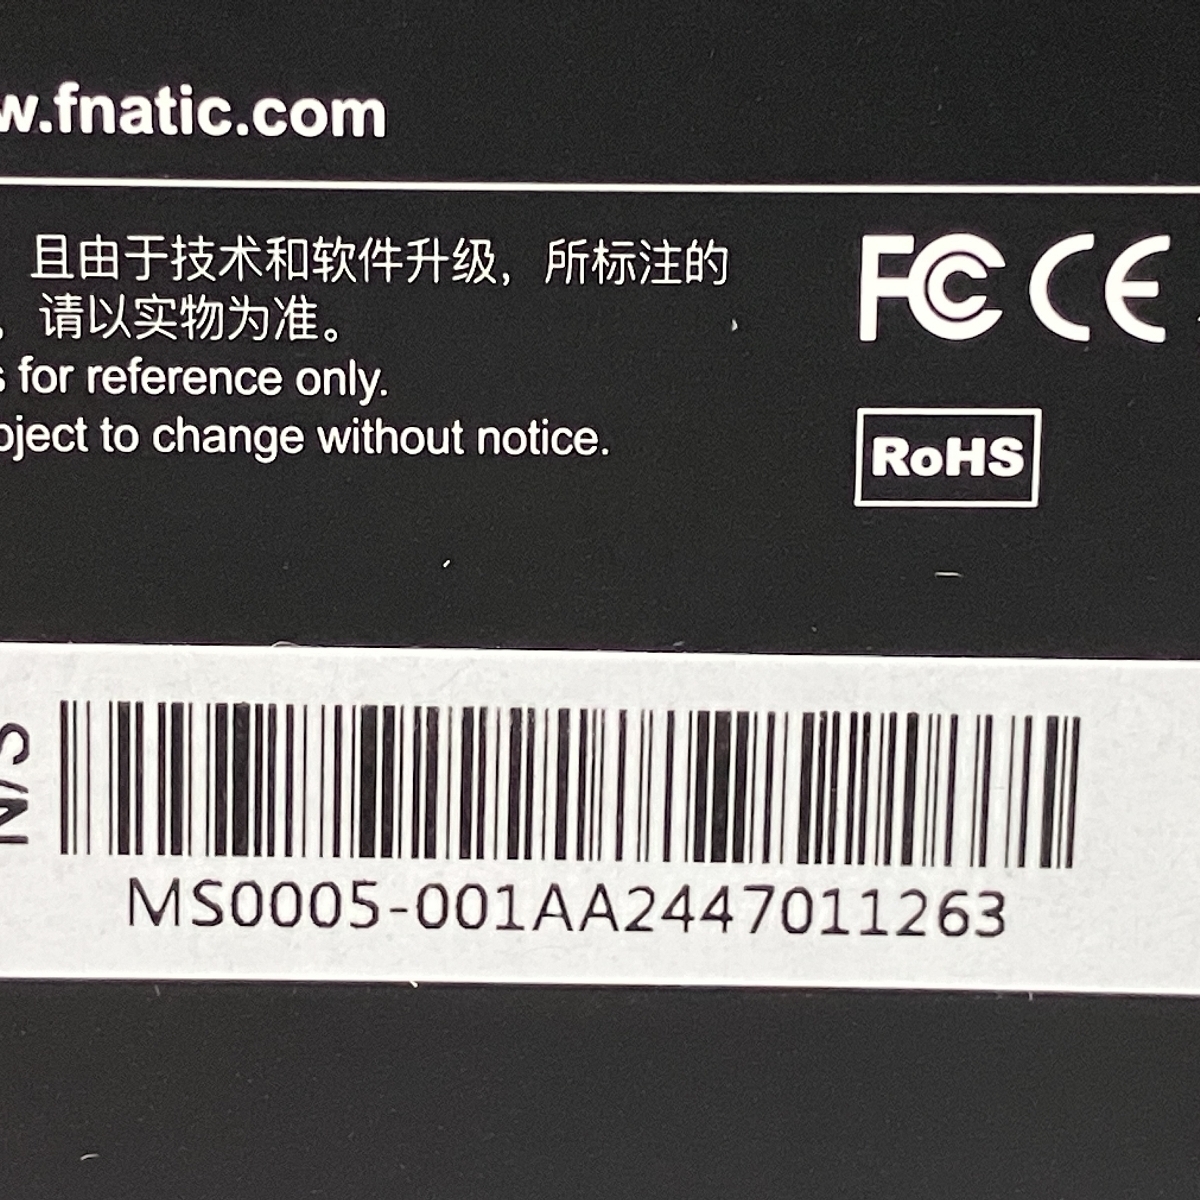 w.fnatic.com
且由于技术和软件升级，所标注的
，请以实物为准。
s for reference only.
bject to change without notice.
FC CE
RoHS
S/N
MS0005-001AA2447011263